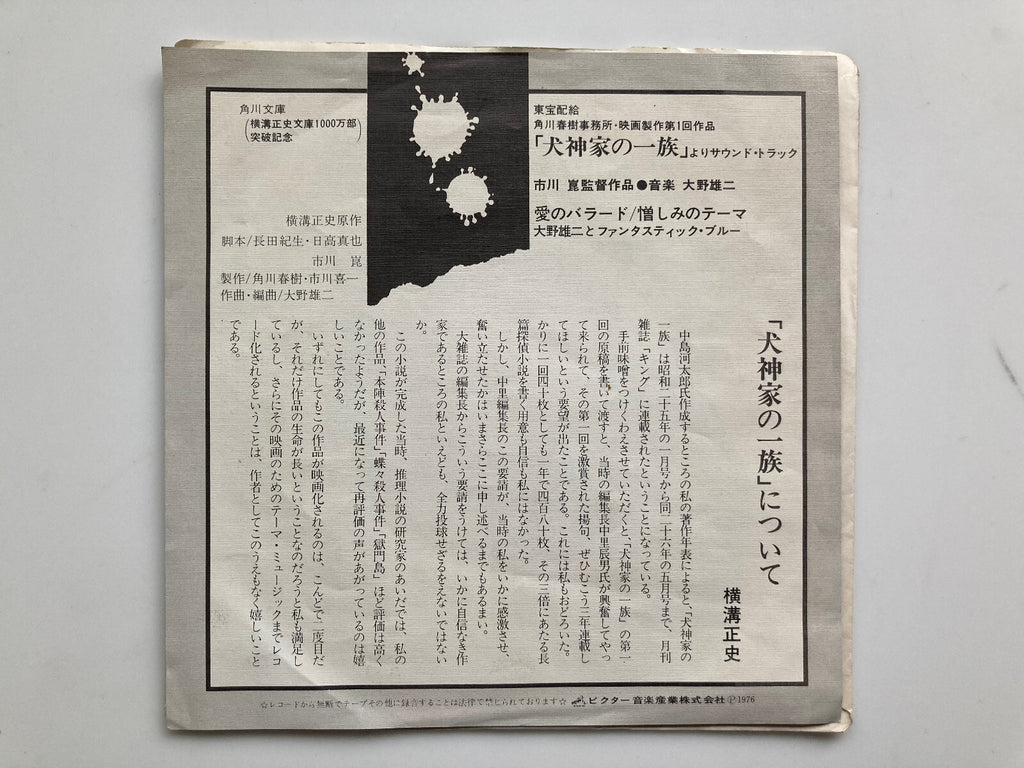 角川文庫
(横溝正史文庫1000万部
突破記念)
横溝正史原作
脚本/長田紀生・日高真也
市川 崑
製作/角川春樹・市川喜一
作曲・編曲/大野雄二
東宝配給
角川春樹事務所・映画製作第1回作品
「犬神家の一族」よりサウンド・トラック
市川 崑監督作品●音楽 大野雄二
愛のバラード/憎しみのテーマ
大野雄二とファンタスティック・ブルー
「犬神家の一族」について
横溝正史
中島河太郎氏作成するところの私の著作年表によると、「犬神家の
一族」は昭和二十五年の一月号から同二十六年の五月号まで、月刊
雑誌「キング」に連載されたということになっている。
手前味噌をつけくわえさせていただくと、「犬神家の一族」の第一
回の原稿を書いて渡すと、当時の編集長中里辰男氏が興奮してやっ
て来られて、その第一回を激賞された揚句、ぜひむこう三年連載し
てほしいという要望が出たことである。これには私もおどろいた。
かりに一回四十枚としても一年で四百八十枚、その三倍にあたる長
篇探偵小説を書く用意も自信も私にはなかった。
しかし、中里編集長のこの要請が、当時の私をいかに感激させ、
奮い立たせたかはいまさらここに申し述べるまでもあるまい。
大雑誌の編集長からこういう要請をうけては、いかに自信なき作
家であるところの私といえども、全力投球せざるをえないではない
か。
この小説が完成した当時、推理小説の研究家のあいだでは、私の
他の作品、「本陣殺人事件」「蝶々殺人事件」「獄門島」ほど評価は高く
なかったようだが、最近になって再評価の声があがっているのは嬉
しいことである。
いずれにしてもこの作品が映画化されるのは、こんどで二度目だ
が、それだけ作品の生命が長いということなのだろうと私も満足し
ているし、さらにその映画のためのテーマ・ミュージックまでレコ
ード化されるということは、作者としてこのうえもなく嬉しいこと
である。
☆レコードから無断でテープその他に録音することは法律で禁じられております☆ ビクター音楽産業株式会社 Ⓟ1976